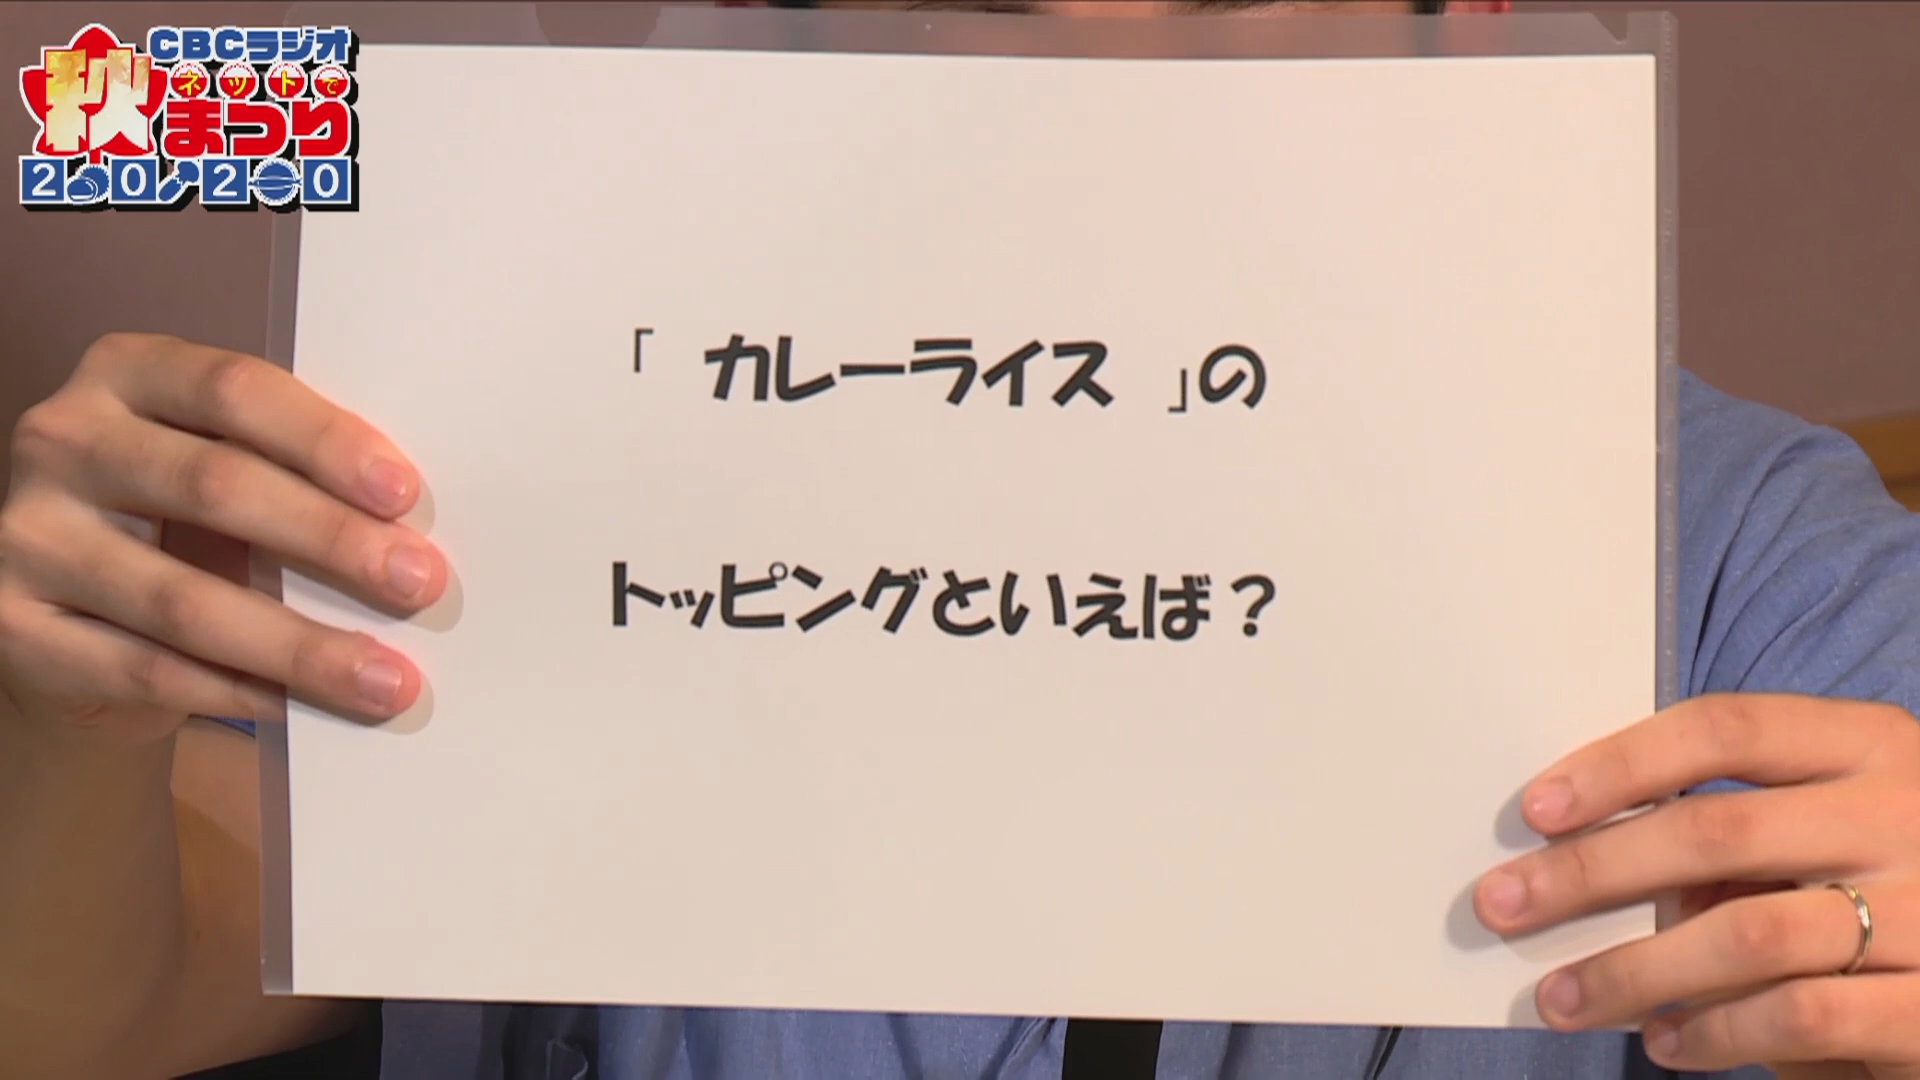 CBCラジオ
秋
ネットで
まつり
2020
「 カレーライス 」の
トッピングといえば？